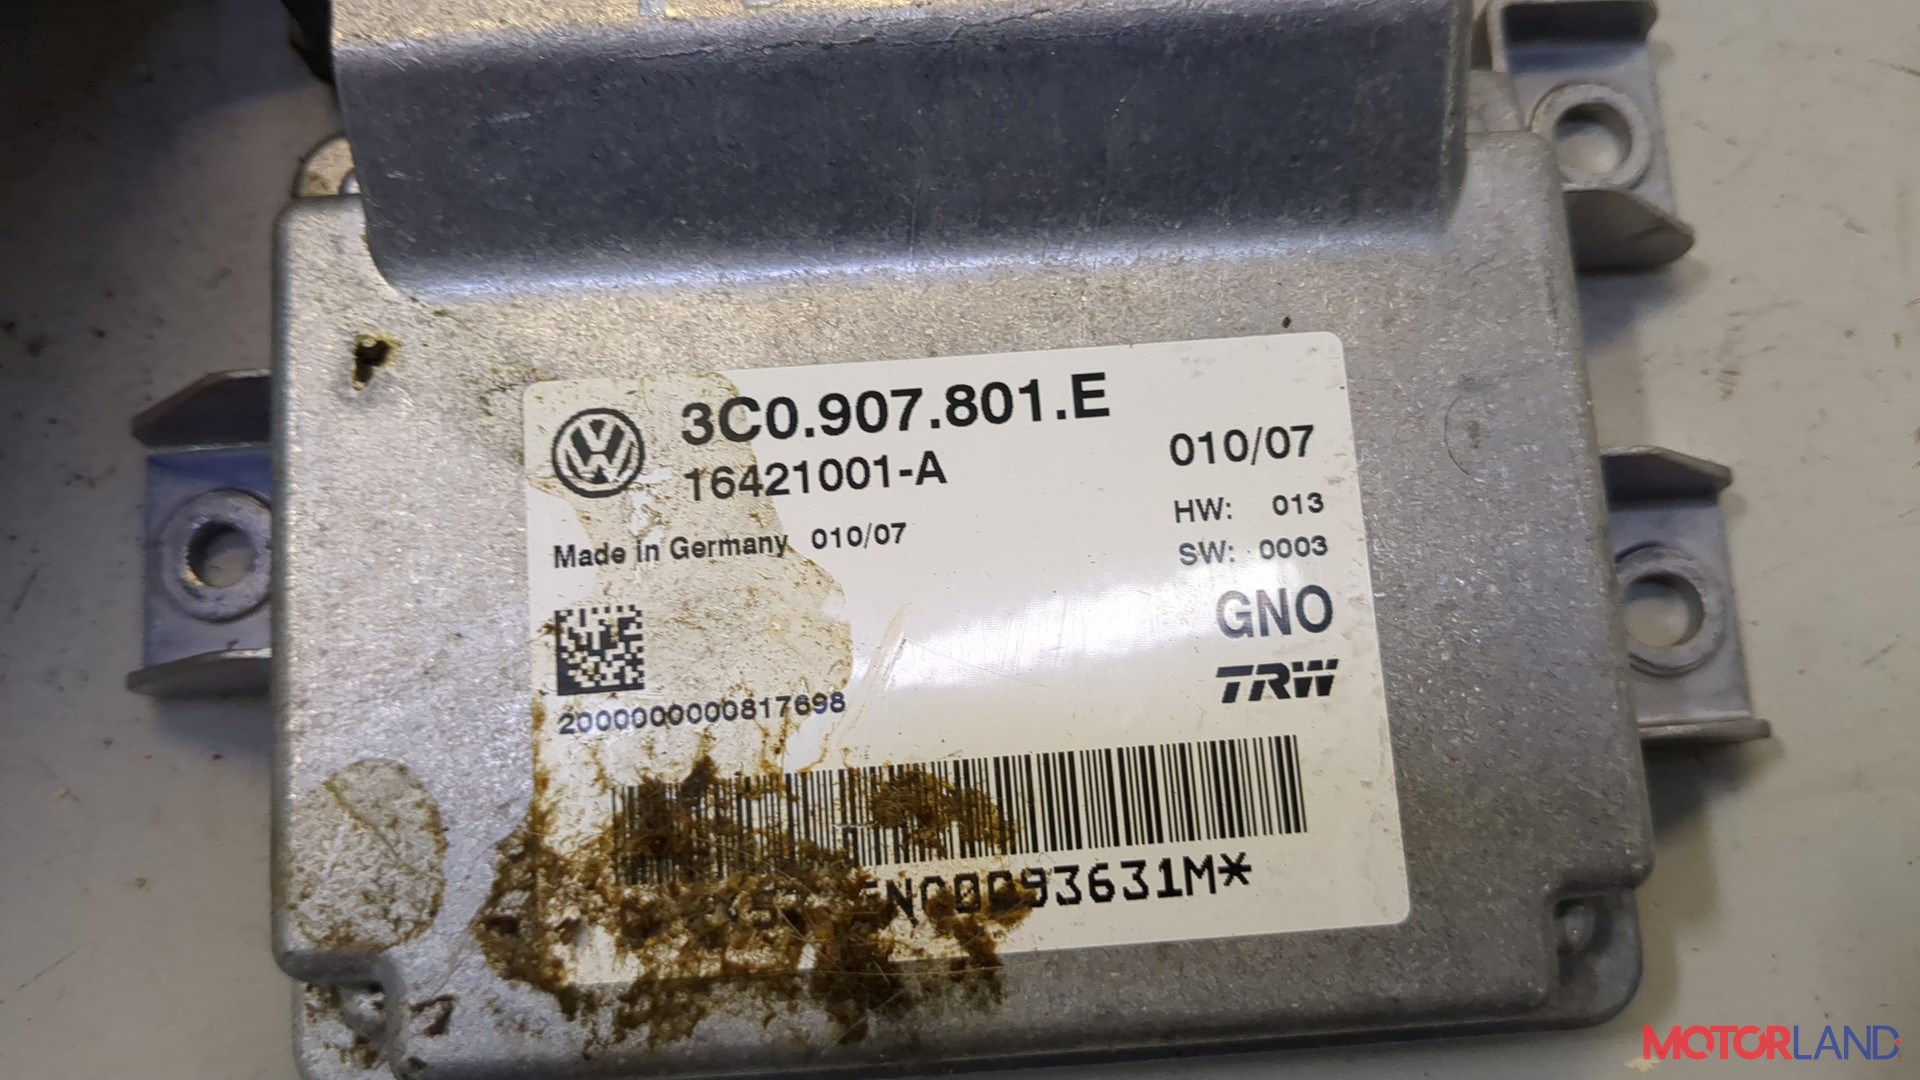 3C0.907.801.E
16421001-A
010/07
Made in Germany 010/07
HW: 013
SW: 0003
GNO
TRW
2000000000817698
93631M*
MOTORLAND